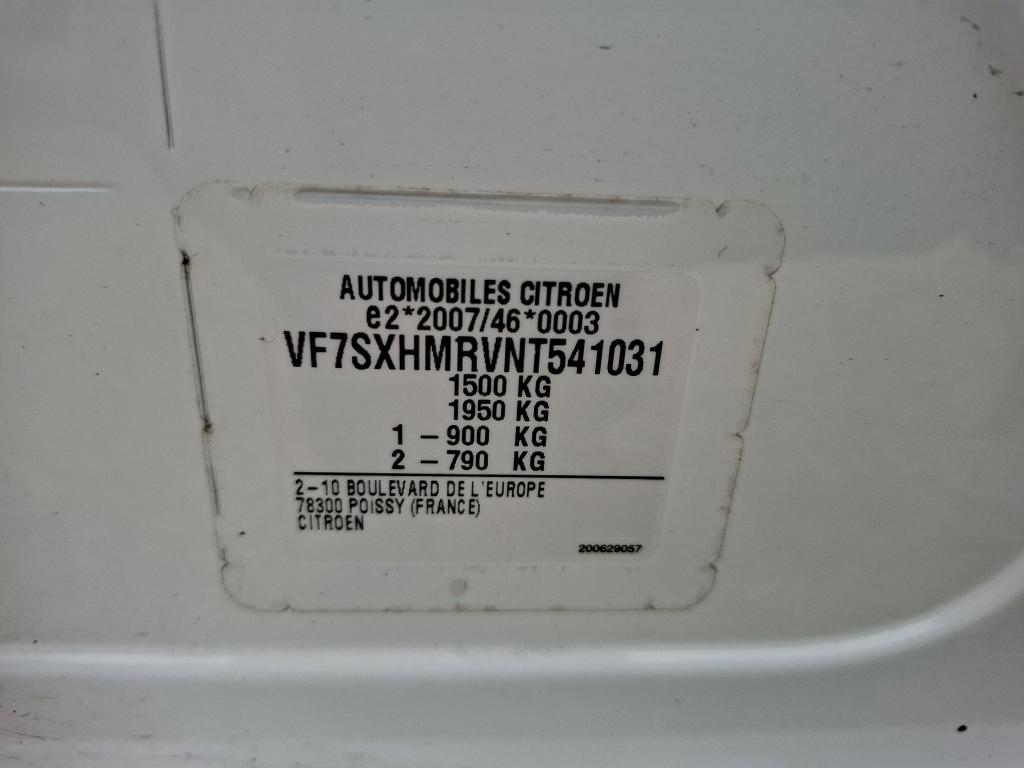 AUTOMOBILES CITROEN
e2*2007/46*0003
VF7SXHMRVNT541031
1500 KG
1950 KG
1 – 900 KG
2 – 790 KG
2–10 BOULEVARD DE L'EUROPE
78300 POISSY (FRANCE)
CITROEN
200629057